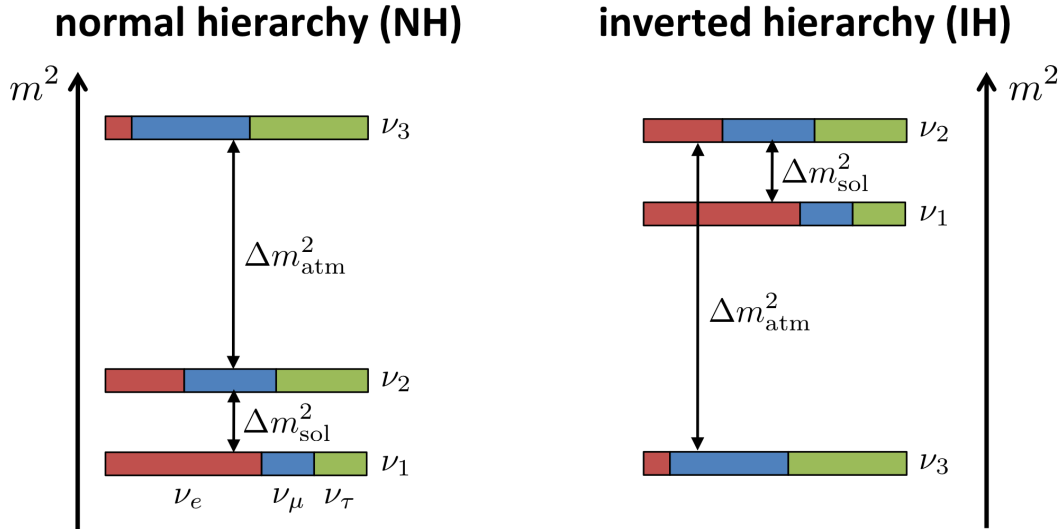 normal hierarchy (NH)
m²
ν₃
Δm²atm
ν₂
Δm²sol
ν₁
νe νμ ντ
inverted hierarchy (IH)
m²
ν₂
Δm²sol
ν₁
Δm²atm
ν₃